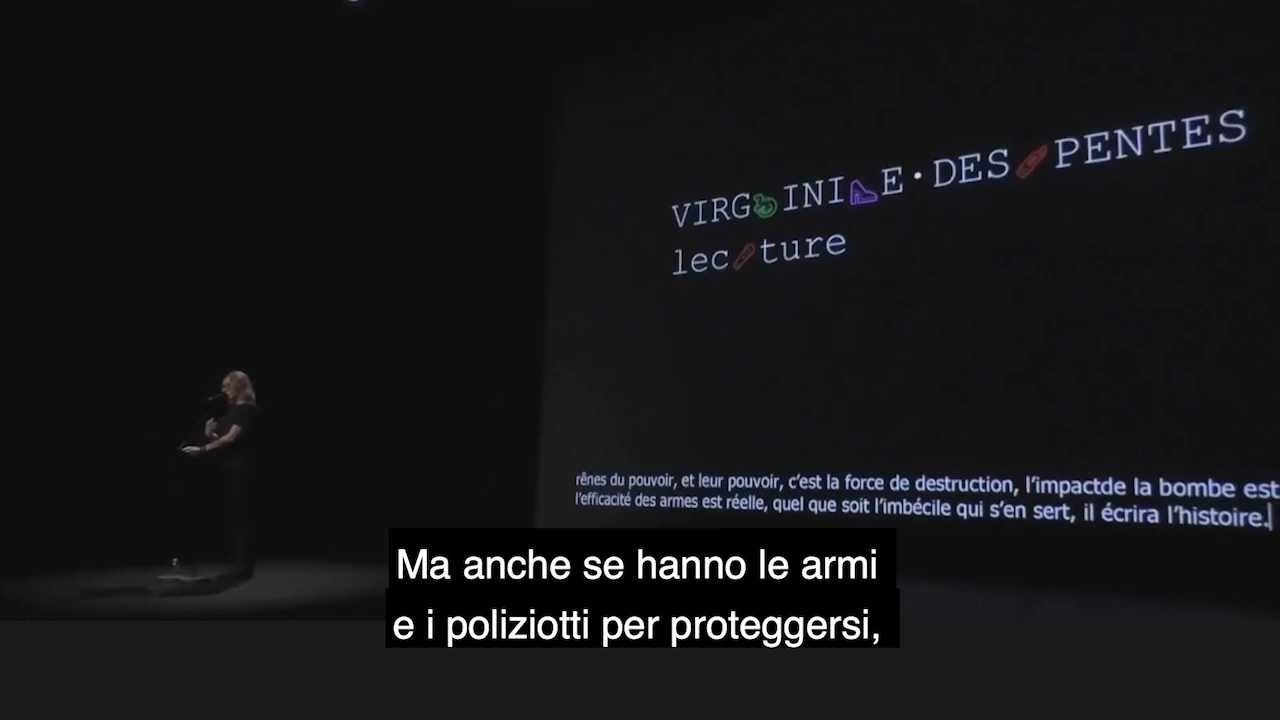 VIRGINIE·DESPENTES
lecture
rênes du pouvoir, et leur pouvoir, c'est la force de destruction, l'impactde la bombe est
l'efficacité des armes est réelle, quel que soit l'imbécile qui s'en sert, il écrira l'histoire.
Ma anche se hanno le armi
e i poliziotti per proteggersi,